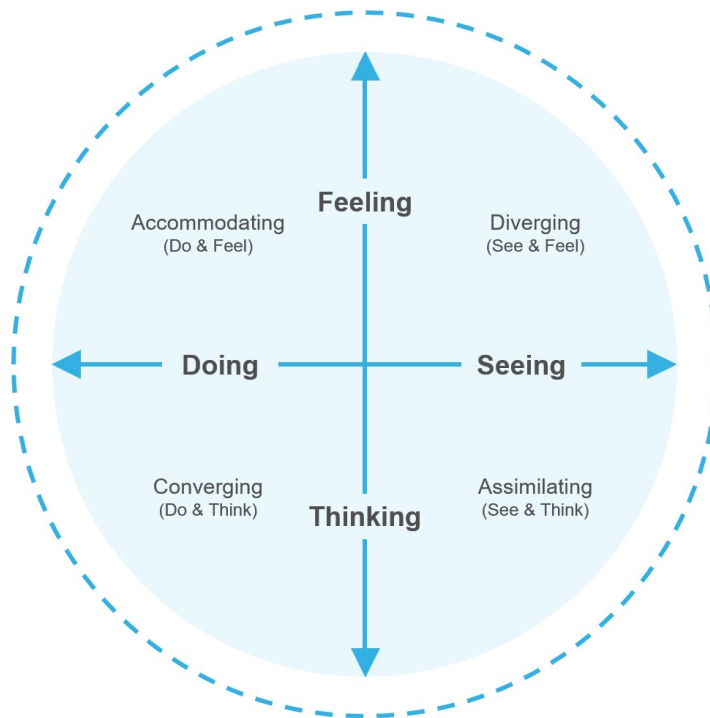 Feeling
Accommodating
(Do & Feel)
Diverging
(See & Feel)
Doing
Seeing
Converging
(Do & Think)
Assimilating
(See & Think)
Thinking